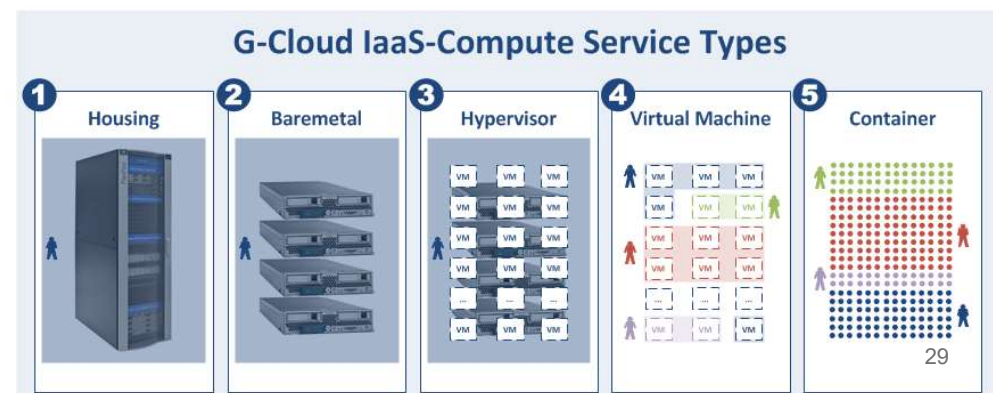 G-Cloud IaaS-Compute Service Types
1 2 3 4 5
Housing Baremetal Hypervisor Virtual Machine Container
VM VM VM VM VM VM
VM VM VM VM VM VM
VM VM VM VM VM VM
VM VM VM VM VM VM
... ... ... ... ... ...
VM VM VM VM VM VM
29